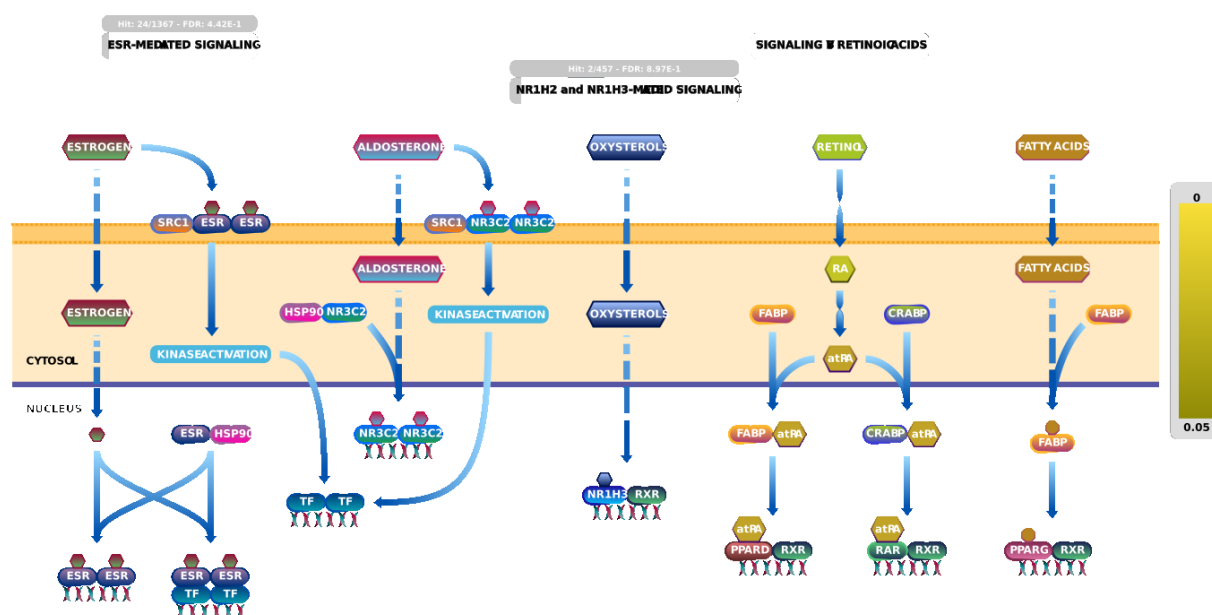 Hit: 24/1367 - FDR: 4.42E-1
ESR-MEDIATED SIGNALING
SIGNALING BY RETINOIC ACIDS
Hit: 2/457 - FDR: 8.97E-1
NR1H2 and NR1H3-MEDIATED SIGNALING
ESTROGEN
ALDOSTERONE
OXYSTEROLS
RETINOL
FATTY ACIDS
0
SRC1 ESR ESR
SRC1 NR3C2 NR3C2
ALDOSTERONE
RA
FATTY ACIDS
ESTROGEN
HSP90 NR3C2
KINASE ACTIVATION
OXYSTEROLS
FABP
CRABP
FABP
KINASE ACTIVATION
atRA
CYTOSOL
NUCLEUS
0.05
ESR HSP90
NR3C2 NR3C2
FABP atRA
CRABP atRA
FABP
TF TF
NR1H3 RXR
atRA
atRA
PPARD RXR
RAR RXR
PPARG RXR
ESR ESR
ESR ESR
TF TF